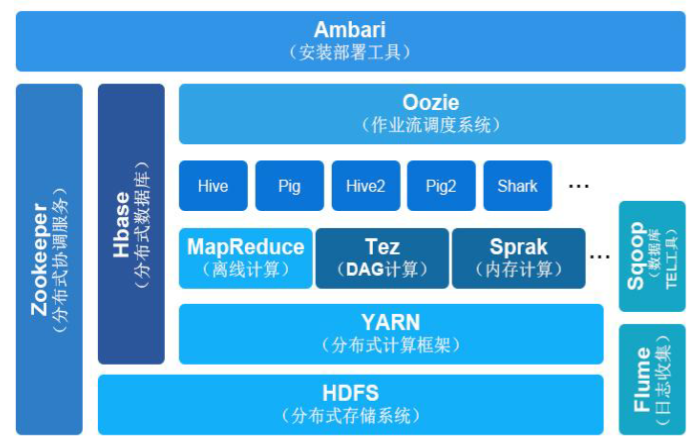 Ambari
（安装部署工具）
Zookeeper
（分布式协调服务）
Hbase
（分布式数据库）
Oozie
（作业流调度系统）
Hive
Pig
Hive2
Pig2
Shark
...
MapReduce
（离线计算）
Tez
（DAG计算）
Sprak
（内存计算）
...
Sqoop
（数据库
TEL工具）
YARN
（分布式计算框架）
Flume
（日志收集）
HDFS
（分布式存储系统）